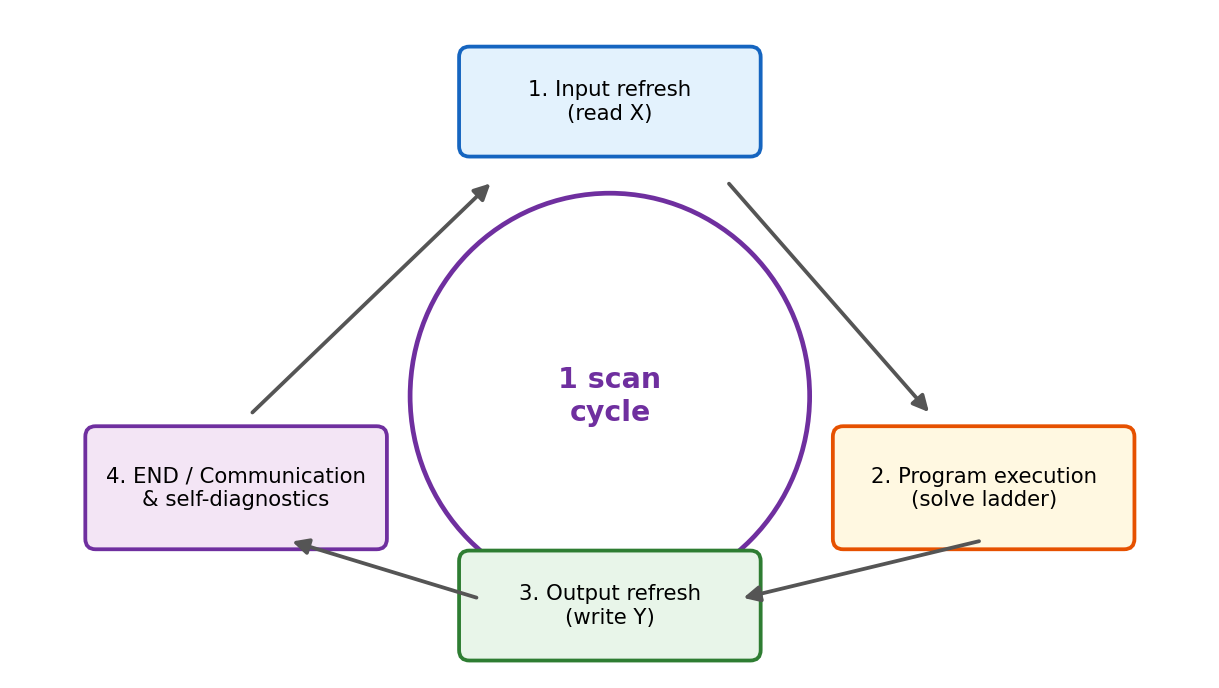 1. Input refresh
(read X)
1 scan
cycle
4. END / Communication
& self-diagnostics
2. Program execution
(solve ladder)
3. Output refresh
(write Y)